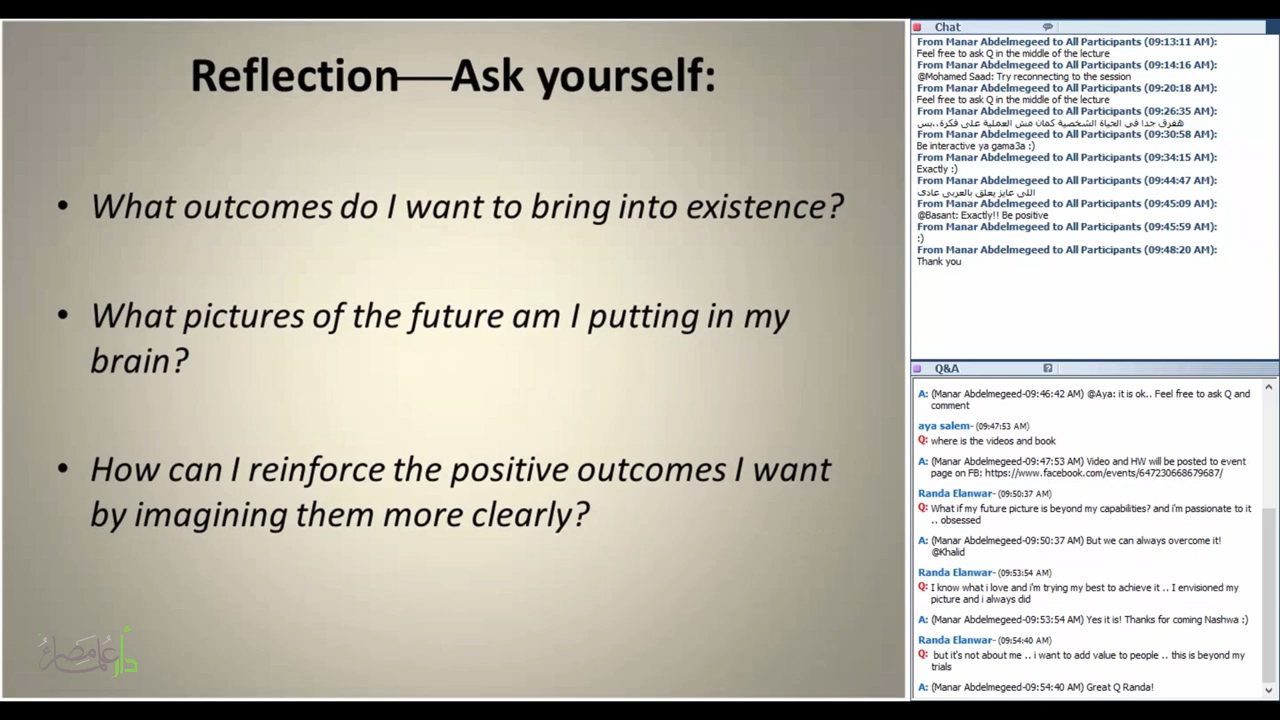 Reflection—Ask yourself:
• What outcomes do I want to bring into existence?
• What pictures of the future am I putting in my
brain?
• How can I reinforce the positive outcomes I want
by imagining them more clearly?
Chat
From Manar Abdelmegeed to All Participants (09:13:11 AM):
Feel free to ask Q in the middle of the lecture
From Manar Abdelmegeed to All Participants (09:14:16 AM):
@Mohamed Saad: Try reconnecting to the session
From Manar Abdelmegeed to All Participants (09:20:18 AM):
Feel free to ask Q in the middle of the lecture
From Manar Abdelmegeed to All Participants (09:26:35 AM):
هتفرق جدا فى الحياة الشخصية كمان مش العملية على فكرة..بس
From Manar Abdelmegeed to All Participants (09:30:58 AM):
Be interactive ya gama3a :)
From Manar Abdelmegeed to All Participants (09:34:15 AM):
Exactly :)
From Manar Abdelmegeed to All Participants (09:44:47 AM):
اللى عايز يعلق بالعربى عادى
From Manar Abdelmegeed to All Participants (09:45:09 AM):
@Basant: Exactly!! Be positive
From Manar Abdelmegeed to All Participants (09:45:59 AM):
:)
From Manar Abdelmegeed to All Participants (09:48:20 AM):
Thank you
Q&A
A: (Manar Abdelmegeed-09:46:42 AM) @Aya: it is ok.. Feel free to ask Q and
comment
aya salem- (09:47:53 AM)
Q: where is the videos and book
A: (Manar Abdelmegeed-09:47:53 AM) Video and HW will be posted to event
page on FB: https://www.facebook.com/events/647230668679687/
Randa Elanwar- (09:50:37 AM)
Q: What if my future picture is beyond my capabilities? and i'm passionate to it
.. obsessed
A: (Manar Abdelmegeed-09:50:37 AM) But we can always overcome it!
@Khalid
Randa Elanwar- (09:53:54 AM)
Q: I know what i love and i'm trying my best to achieve it .. I envisioned my
picture and i always did
A: (Manar Abdelmegeed-09:53:54 AM) Yes it is! Thanks for coming Nashwa :)
Randa Elanwar- (09:54:40 AM)
Q: but it's not about me .. i want to add value to people .. this is beyond my
trials
A: (Manar Abdelmegeed-09:54:40 AM) Great Q Randa!
دار علماء مصر